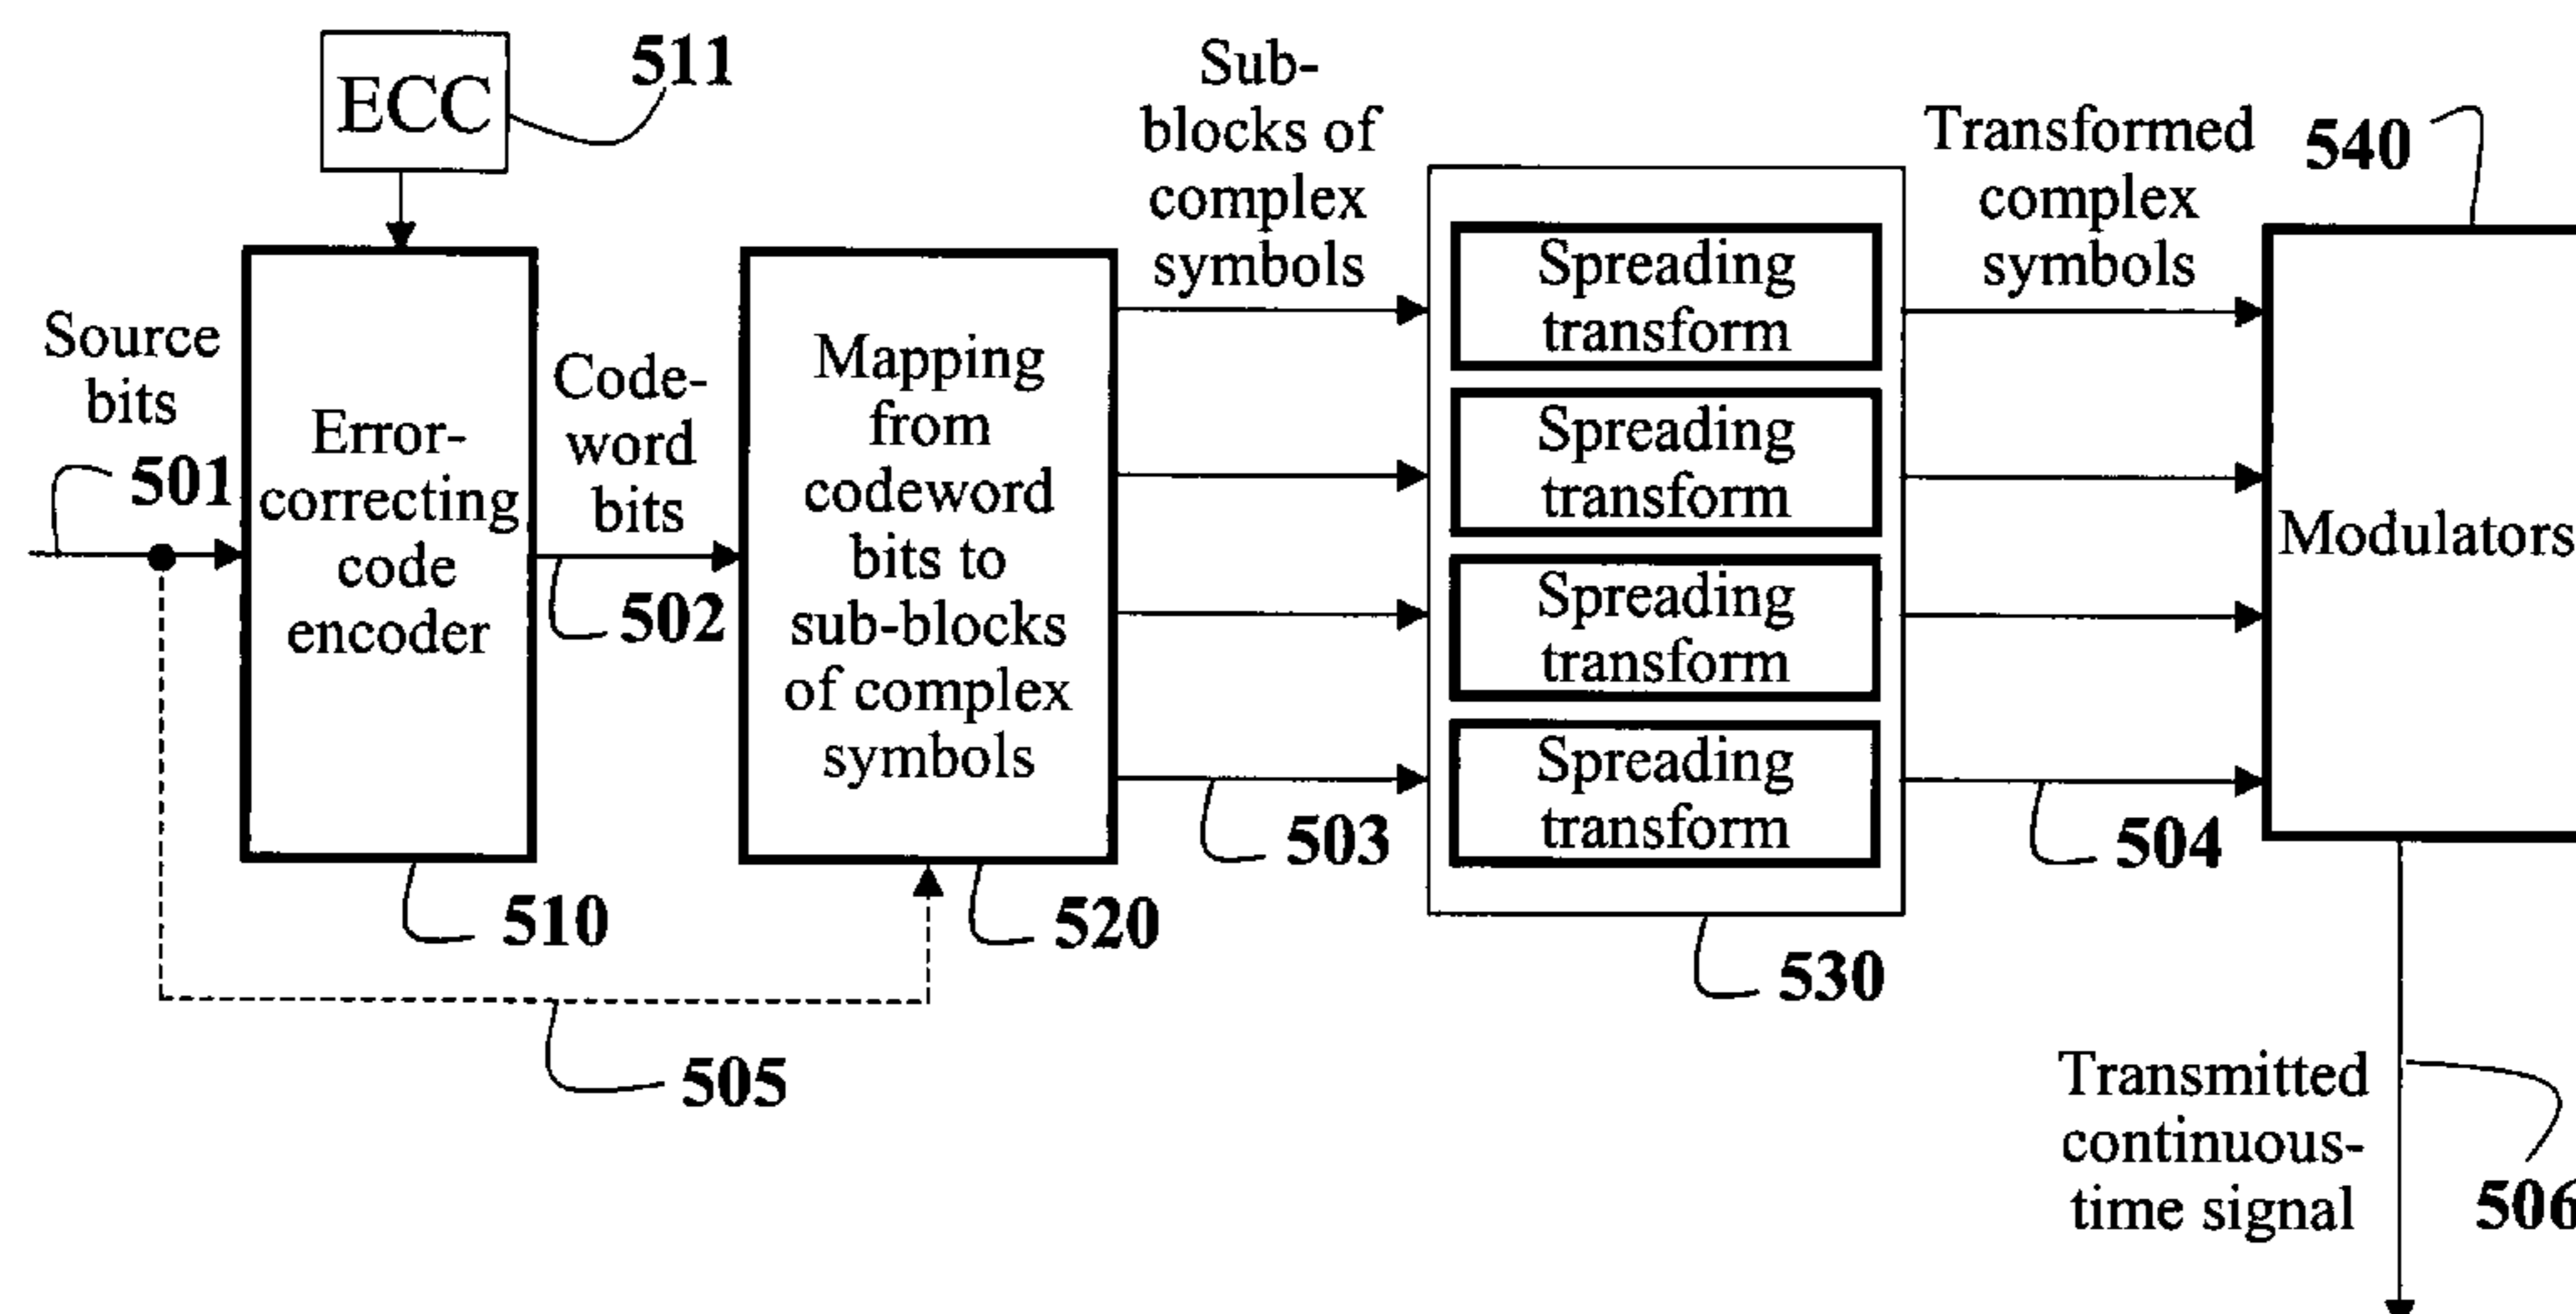 ECC
511
Source
bits
501
Error-
correcting
code
encoder
510
Code-
word
bits
502
Mapping
from
codeword
bits to
sub-blocks
of complex
symbols
520
505
Sub-
blocks of
complex
symbols
503
Spreading
transform
Spreading
transform
Spreading
transform
Spreading
transform
530
Transformed
complex
symbols
504
540
Modulators
Transmitted
continuous-
time signal
506